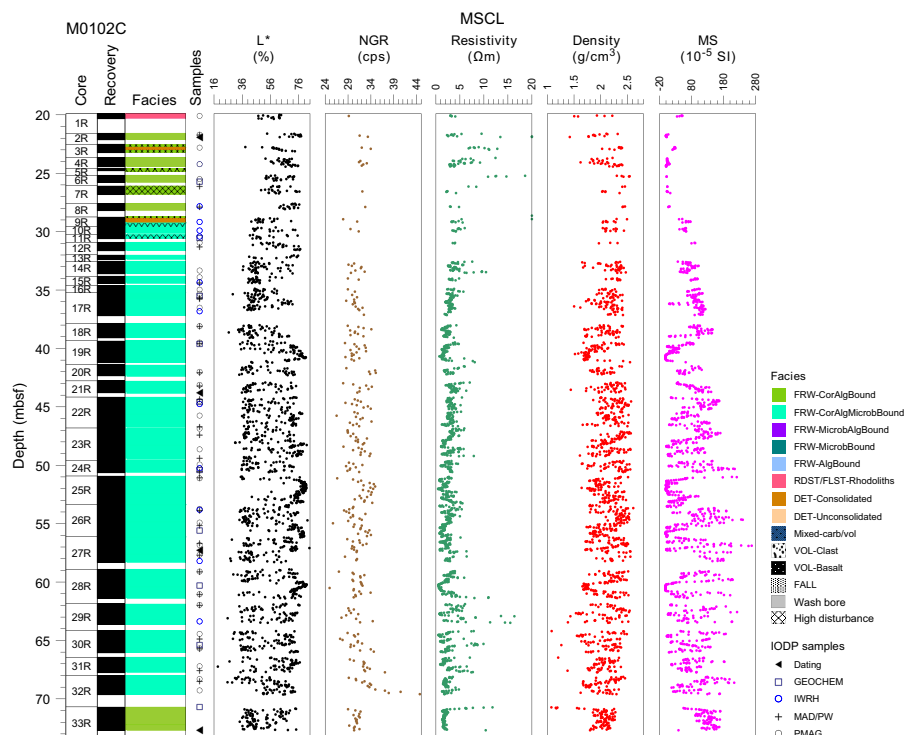 M0102C
MSCL
Core
Recovery
Facies
Samples
L*
(%)
NGR
(cps)
Resistivity
(Ωm)
Density
(g/cm³)
MS
(10⁻⁵ SI)
16 36 56 76
24 29 34 39 44
0 5 10 15 20
1 1.5 2 2.5
-20 80 180 280
Depth (mbsf)
20
25
30
35
40
45
50
55
60
65
70
1R
2R
3R
4R
5R
6R
7R
8R
9R
10R
11R
12R
13R
14R
15R
16R
17R
18R
19R
20R
21R
22R
23R
24R
25R
26R
27R
28R
29R
30R
31R
32R
33R
Facies
FRW-CorAlgBound
FRW-CorAlgMicrobBound
FRW-MicrobAlgBound
FRW-MicrobBound
FRW-AlgBound
RDST/FLST-Rhodoliths
DET-Consolidated
DET-Unconsolidated
Mixed-carb/vol
VOL-Clast
VOL-Basalt
FALL
Wash bore
High disturbance
IODP samples
Dating
GEOCHEM
IWRH
MAD/PW
PMAG